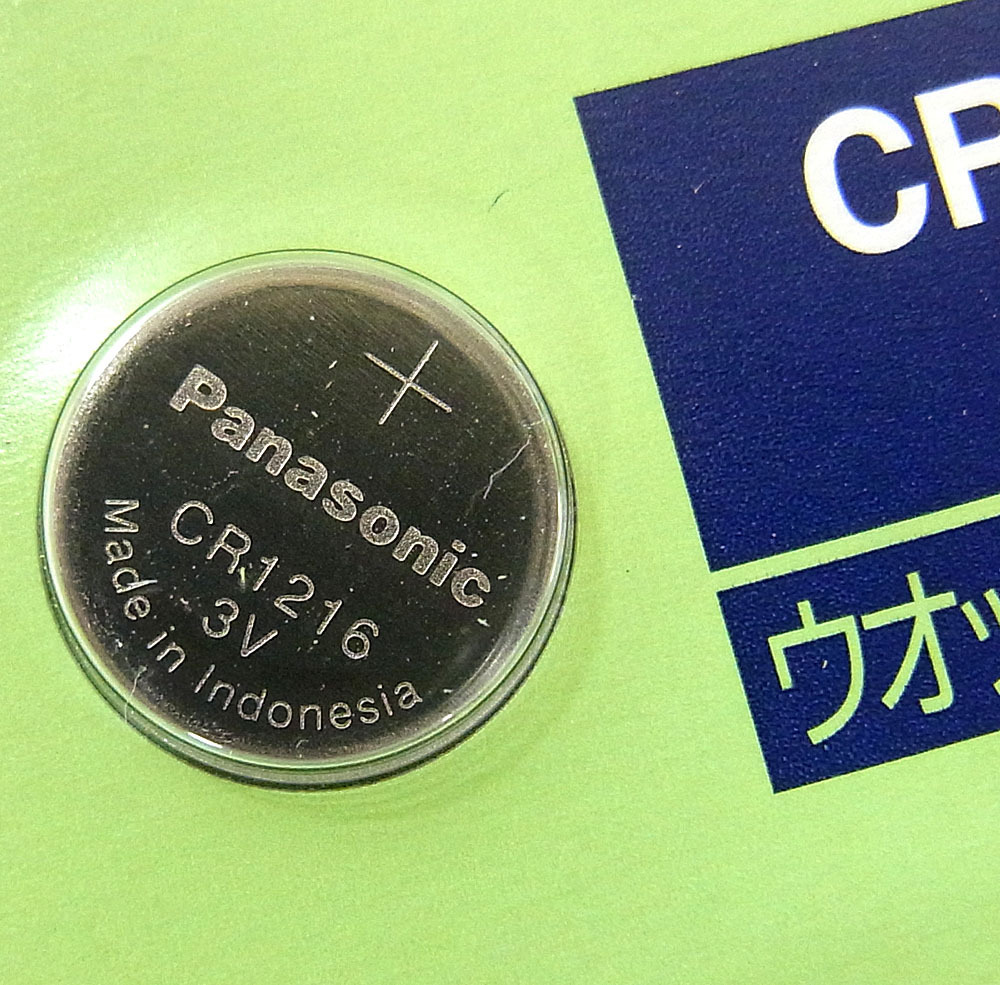 +
Panasonic
CR1216
3V
Made in Indonesia
CR
ウオッ